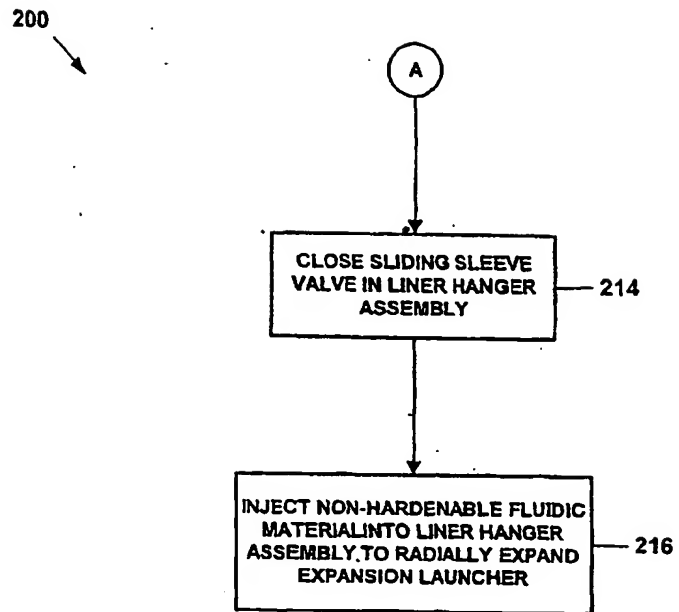 200
A
CLOSE SLIDING SLEEVE
VALVE IN LINER HANGER
ASSEMBLY
214
INJECT NON-HARDENABLE FLUIDIC
MATERIALINTO LINER HANGER
ASSEMBLY TO RADIALLY EXPAND
EXPANSION LAUNCHER
216